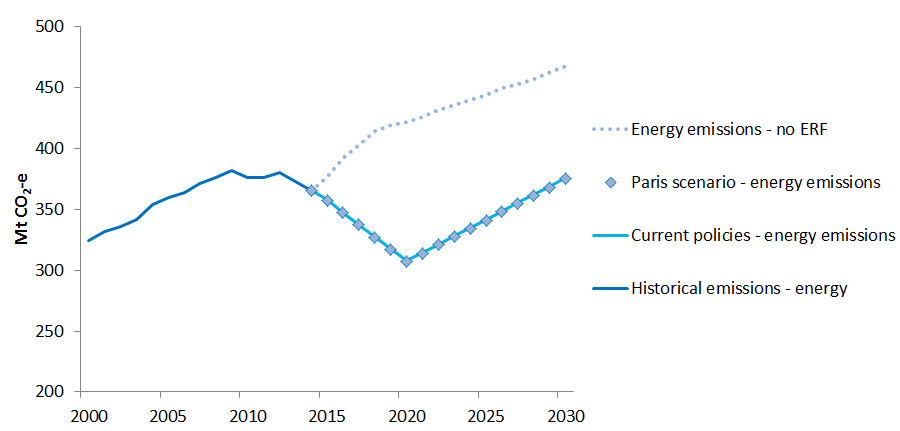 500
450
400
350
300
250
200
Mt CO₂-e
2000 2005 2010 2015 2020 2025 2030
Energy emissions - no ERF
Paris scenario - energy emissions
Current policies - energy emissions
Historical emissions - energy